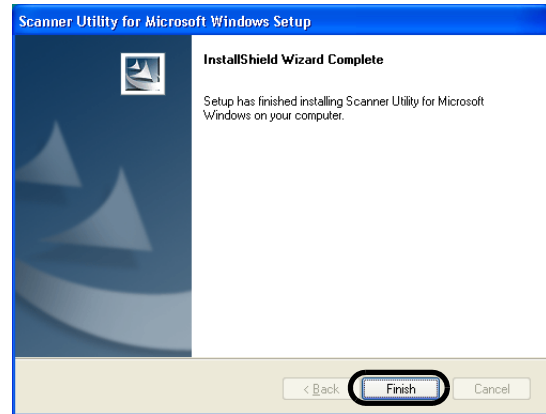 Scanner Utility for Microsoft Windows Setup
InstallShield Wizard Complete
Setup has finished installing Scanner Utility for Microsoft
Windows on your computer.
< Back
Finish
Cancel